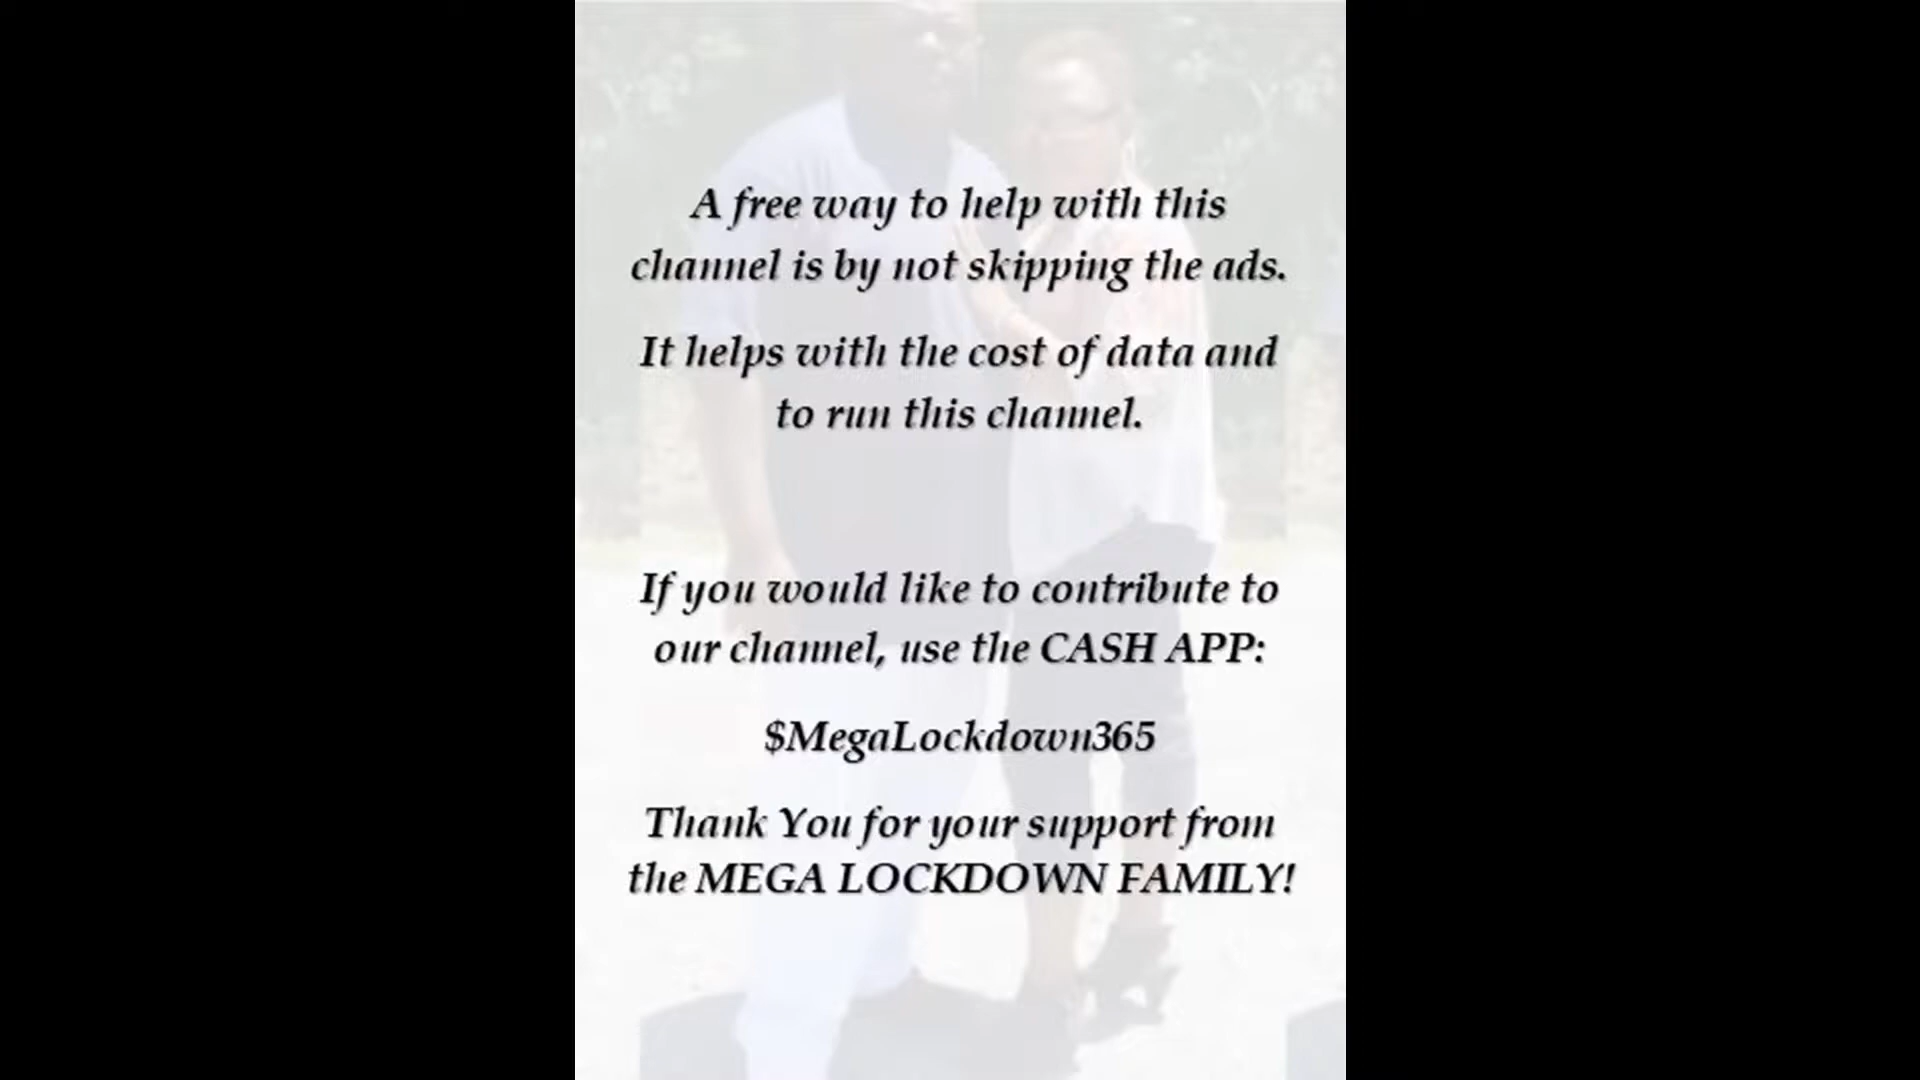 A free way to help with this
channel is by not skipping the ads.
It helps with the cost of data and
to run this channel.
If you would like to contribute to
our channel, use the CASH APP:
$MegaLockdown365
Thank You for your support from
the MEGA LOCKDOWN FAMILY!